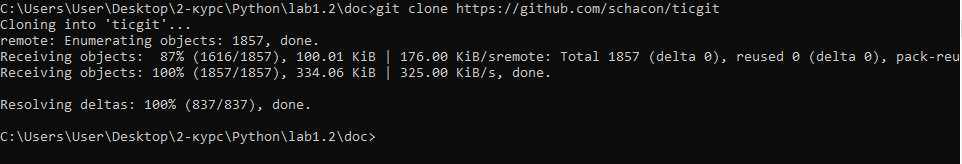 C:\Users\User\Desktop\2-курс\Python\lab1.2\doc>git clone https://github.com/schacon/ticgit
Cloning into 'ticgit'...
remote: Enumerating objects: 1857, done.
Receiving objects:  87% (1616/1857), 100.01 KiB | 176.00 KiB/sremote: Total 1857 (delta 0), reused 0 (delta 0), pack-reu
Receiving objects: 100% (1857/1857), 334.06 KiB | 325.00 KiB/s, done.
Resolving deltas: 100% (837/837), done.
C:\Users\User\Desktop\2-курс\Python\lab1.2\doc>